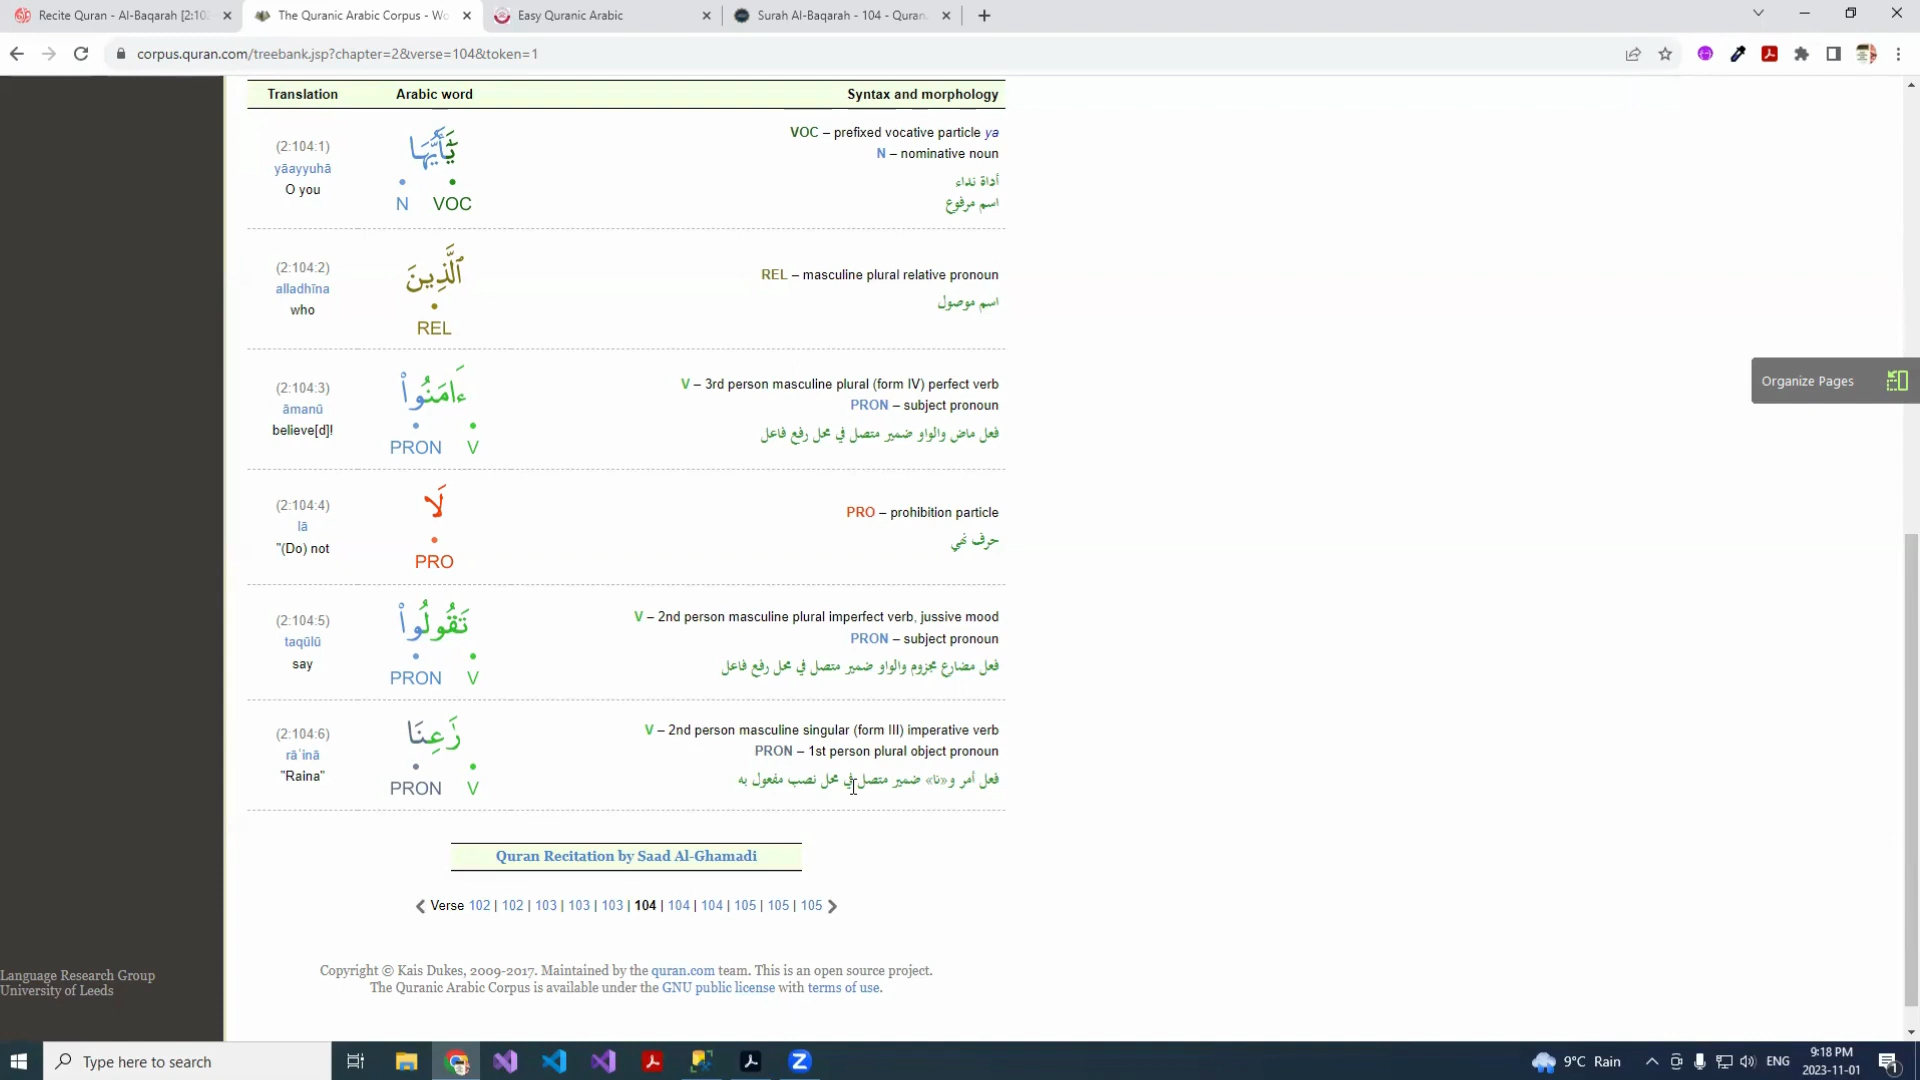 Recite Quran - Al-Baqarah [2:10
The Quranic Arabic Corpus - Wo
Easy Quranic Arabic
Surah Al-Baqarah - 104 - Quran.
corpus.quran.com/treebank.jsp?chapter=2&verse=104&token=1
Translation Arabic word Syntax and morphology
(2:104:1)
yāayyuhā
O you
يَٰٓأَيُّهَا
N VOC
VOC – prefixed vocative particle ya
N – nominative noun
أداة نداء
اسم مرفوع
(2:104:2)
alladhīna
who
ٱلَّذِينَ
REL
REL – masculine plural relative pronoun
اسم موصول
(2:104:3)
āmanū
believe[d]!
ءَامَنُوا۟
PRON V
V – 3rd person masculine plural (form IV) perfect verb
PRON – subject pronoun
فعل ماض والواو ضمير متصل في محل رفع فاعل
(2:104:4)
lā
"(Do) not
لَا
PRO
PRO – prohibition particle
حرف نهي
(2:104:5)
taqūlū
say
تَقُولُوا۟
PRON V
V – 2nd person masculine plural imperfect verb, jussive mood
PRON – subject pronoun
فعل مضارع مجزوم والواو ضمير متصل في محل رفع فاعل
(2:104:6)
rāʿinā
"Raina"
رَٰعِنَا
PRON V
V – 2nd person masculine singular (form III) imperative verb
PRON – 1st person plural object pronoun
فعل أمر و«نا» ضمير متصل في محل نصب مفعول به
Quran Recitation by Saad Al-Ghamadi
Verse 102 | 102 | 103 | 103 | 103 | 104 | 104 | 104 | 105 | 105 | 105
Copyright © Kais Dukes, 2009-2017. Maintained by the quran.com team. This is an open source project.
The Quranic Arabic Corpus is available under the GNU public license with terms of use.
Language Research Group
University of Leeds
Organize Pages
Type here to search
9°C Rain
ENG
9:18 PM
2023-11-01
1